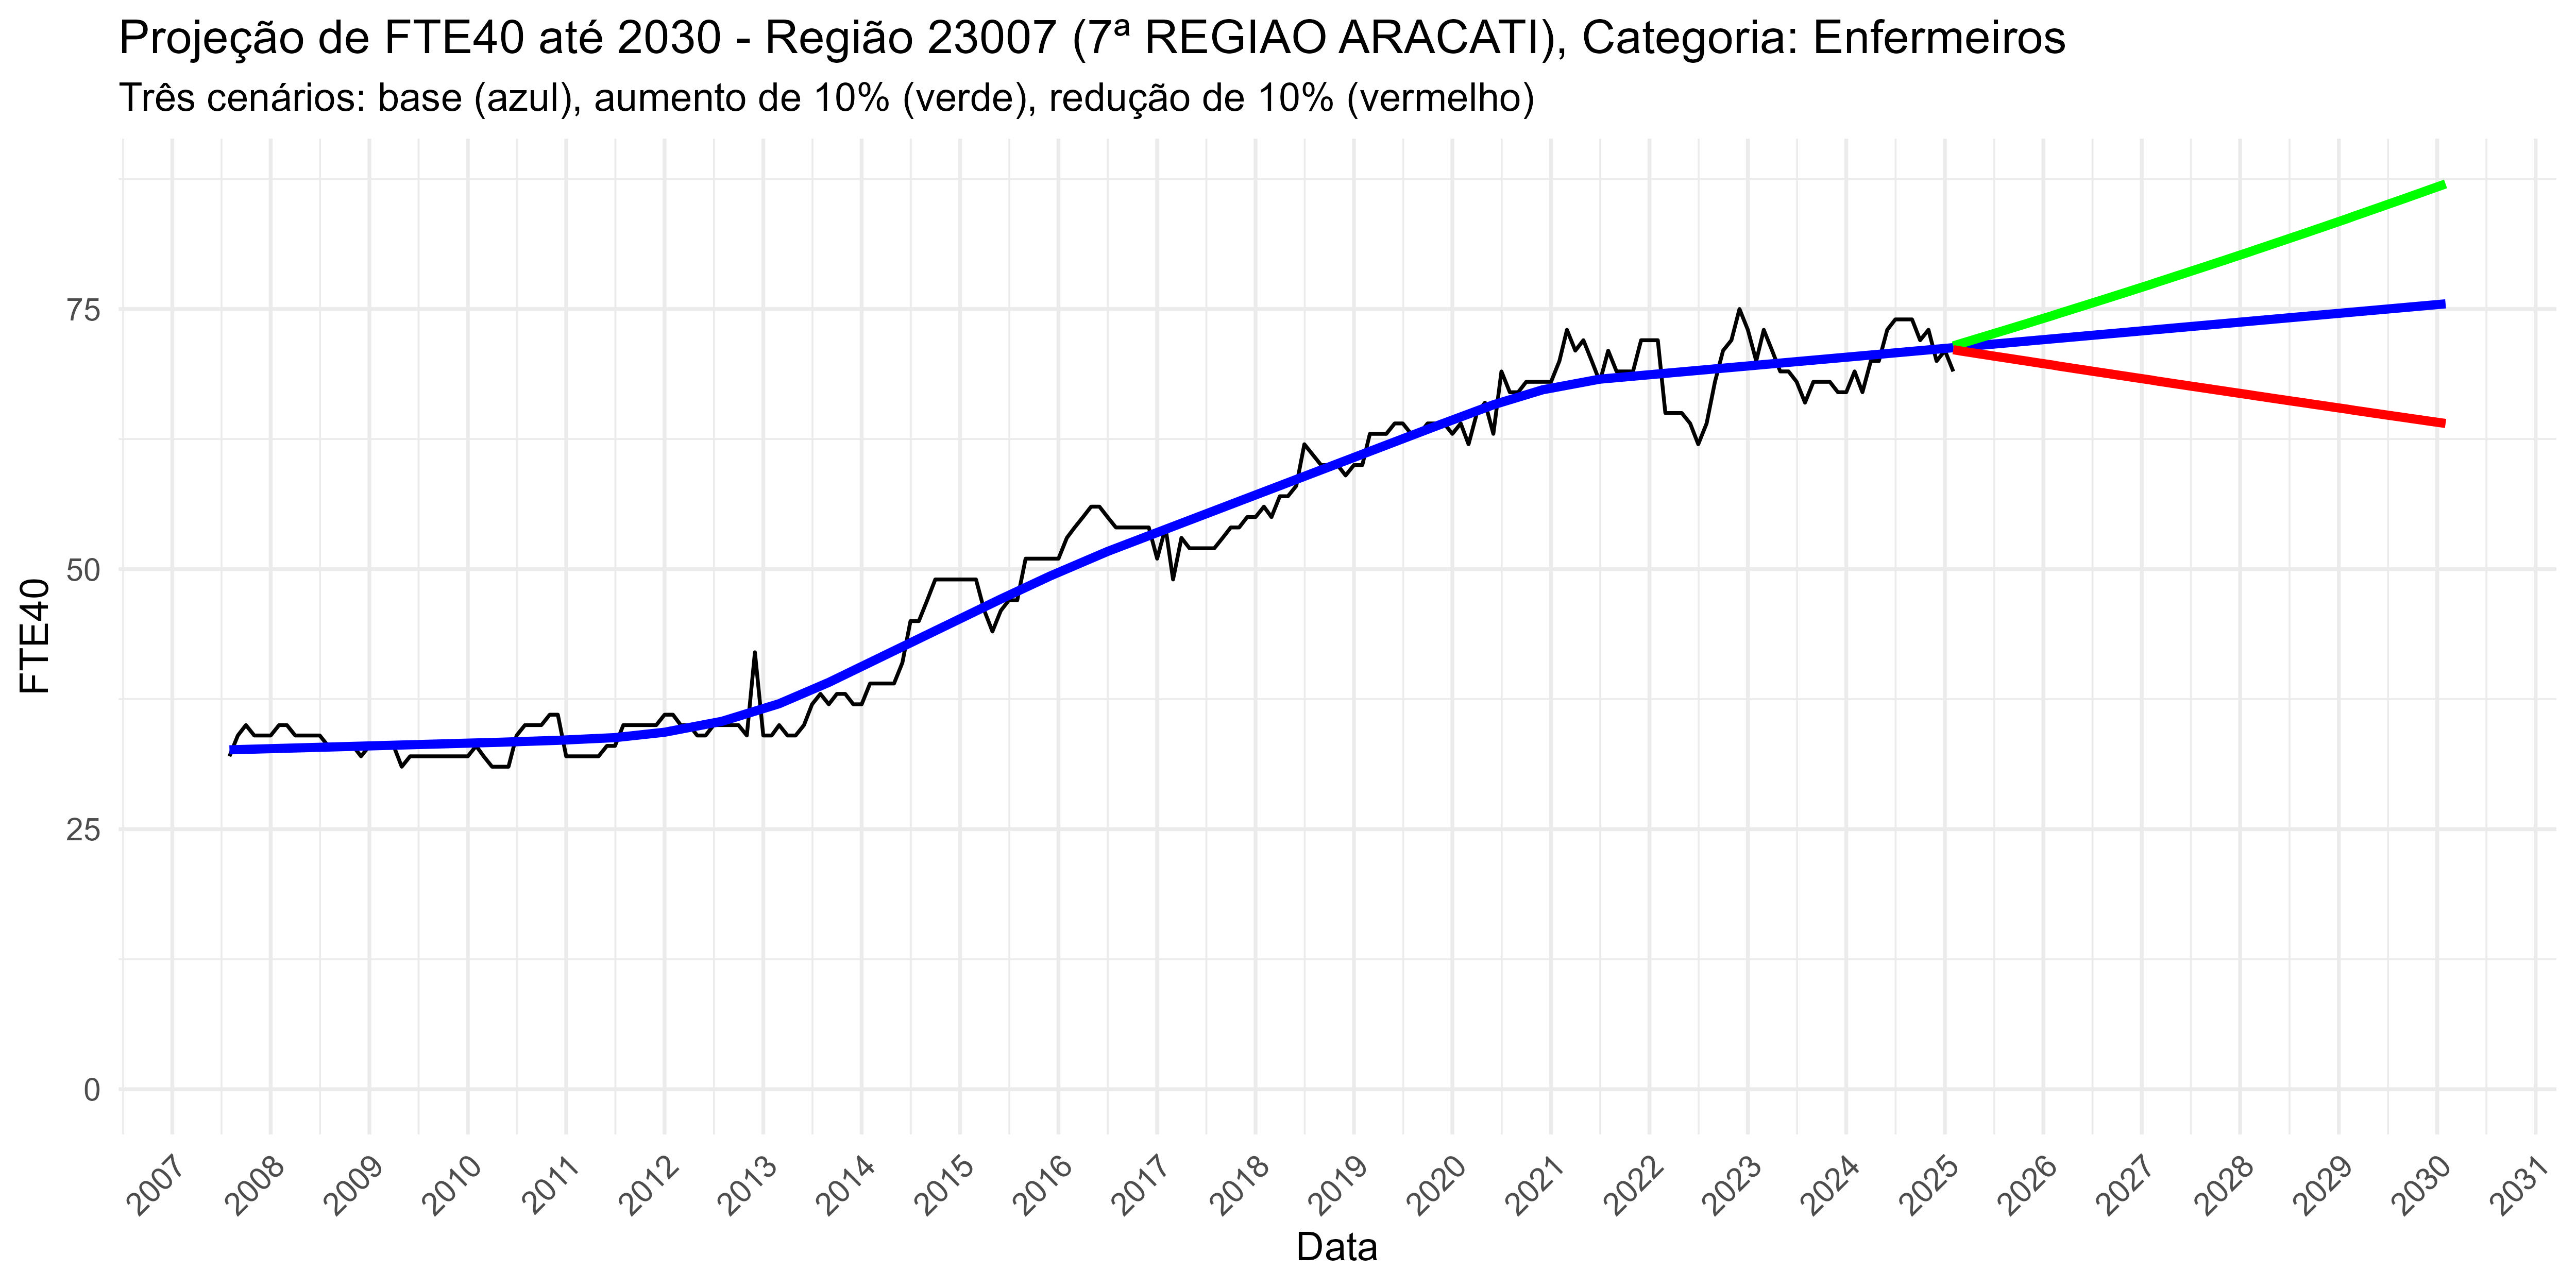 Projeção de FTE40 até 2030 - Região 23007 (7ª REGIAO ARACATI), Categoria: Enfermeiros
Três cenários: base (azul), aumento de 10% (verde), redução de 10% (vermelho)
FTE40
75
50
25
0
2007 2008 2009 2010 2011 2012 2013 2014 2015 2016 2017 2018 2019 2020 2021 2022 2023 2024 2025 2026 2027 2028 2029 2030 2031
Data